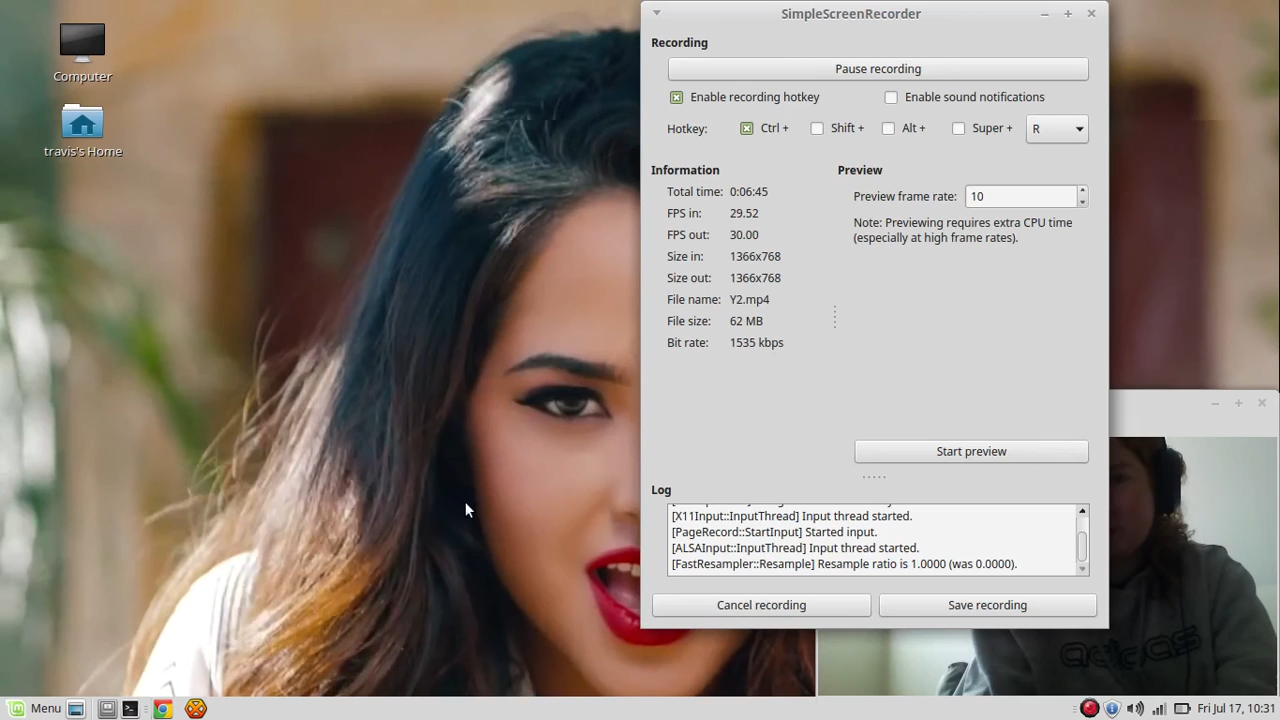 Computer
travis's Home
SimpleScreenRecorder
Recording
Pause recording
Enable recording hotkey
Enable sound notifications
Hotkey: Ctrl + Shift + Alt + Super + R
Information
Total time: 0:06:45
FPS in: 29.52
FPS out: 30.00
Size in: 1366x768
Size out: 1366x768
File name: Y2.mp4
File size: 62 MB
Bit rate: 1535 kbps
Preview
Preview frame rate: 10
Note: Previewing requires extra CPU time
(especially at high frame rates).
Start preview
Log
[X11Input::InputThread] Input thread started.
[PageRecord::StartInput] Started input.
[ALSAInput::InputThread] Input thread started.
[FastResampler::Resample] Resample ratio is 1.0000 (was 0.0000).
Cancel recording
Save recording
adidas
Menu
Fri Jul 17, 10:31